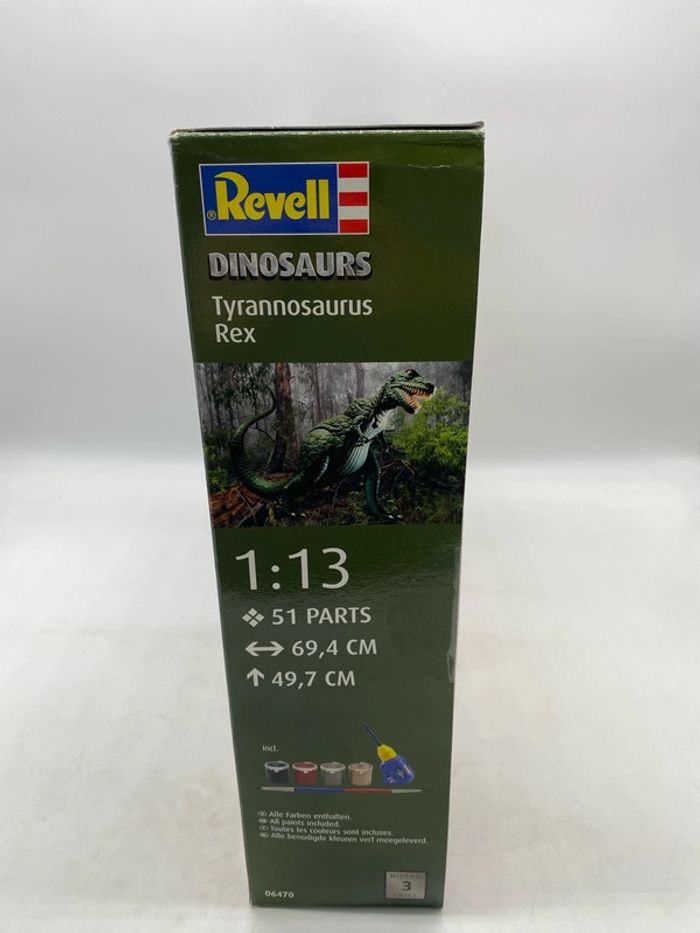 Revell
®
DINOSAURS
Tyrannosaurus
Rex
1:13
51 PARTS
69,4 CM
49,7 CM
incl.
Alle Farben enthalten.
All paints included.
Toutes les couleurs sont incluses.
Alle benodigde kleuren verf meegeleverd.
06470
NIVEAU
3
SKILL